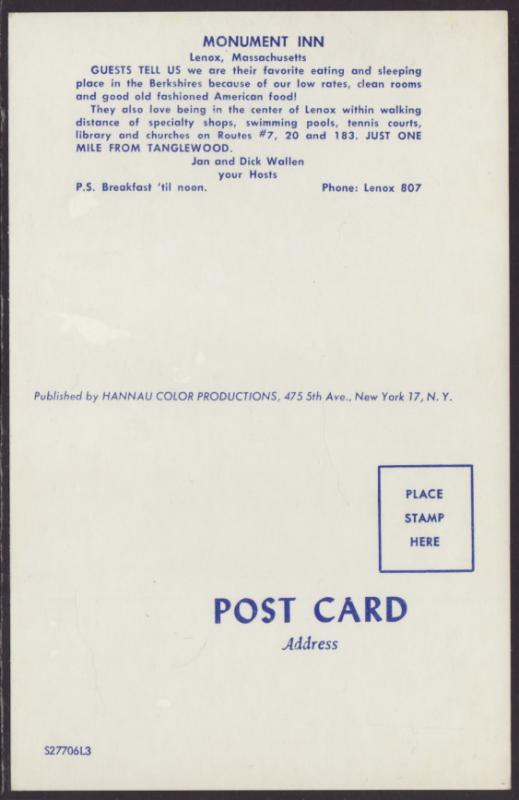 MONUMENT INN
Lenox, Massachusetts
GUESTS TELL US we are their favorite eating and sleeping
place in the Berkshires because of our low rates, clean rooms
and good old fashioned American food!
They also love being in the center of Lenox within walking
distance of specialty shops, swimming pools, tennis courts,
library and churches on Routes #7, 20 and 183. JUST ONE
MILE FROM TANGLEWOOD.
Jan and Dick Wallen
your Hosts
P.S. Breakfast 'til noon. Phone: Lenox 807
Published by HANNAU COLOR PRODUCTIONS, 475 5th Ave., New York 17, N. Y.
PLACE
STAMP
HERE
POST CARD
Address
S27706L3